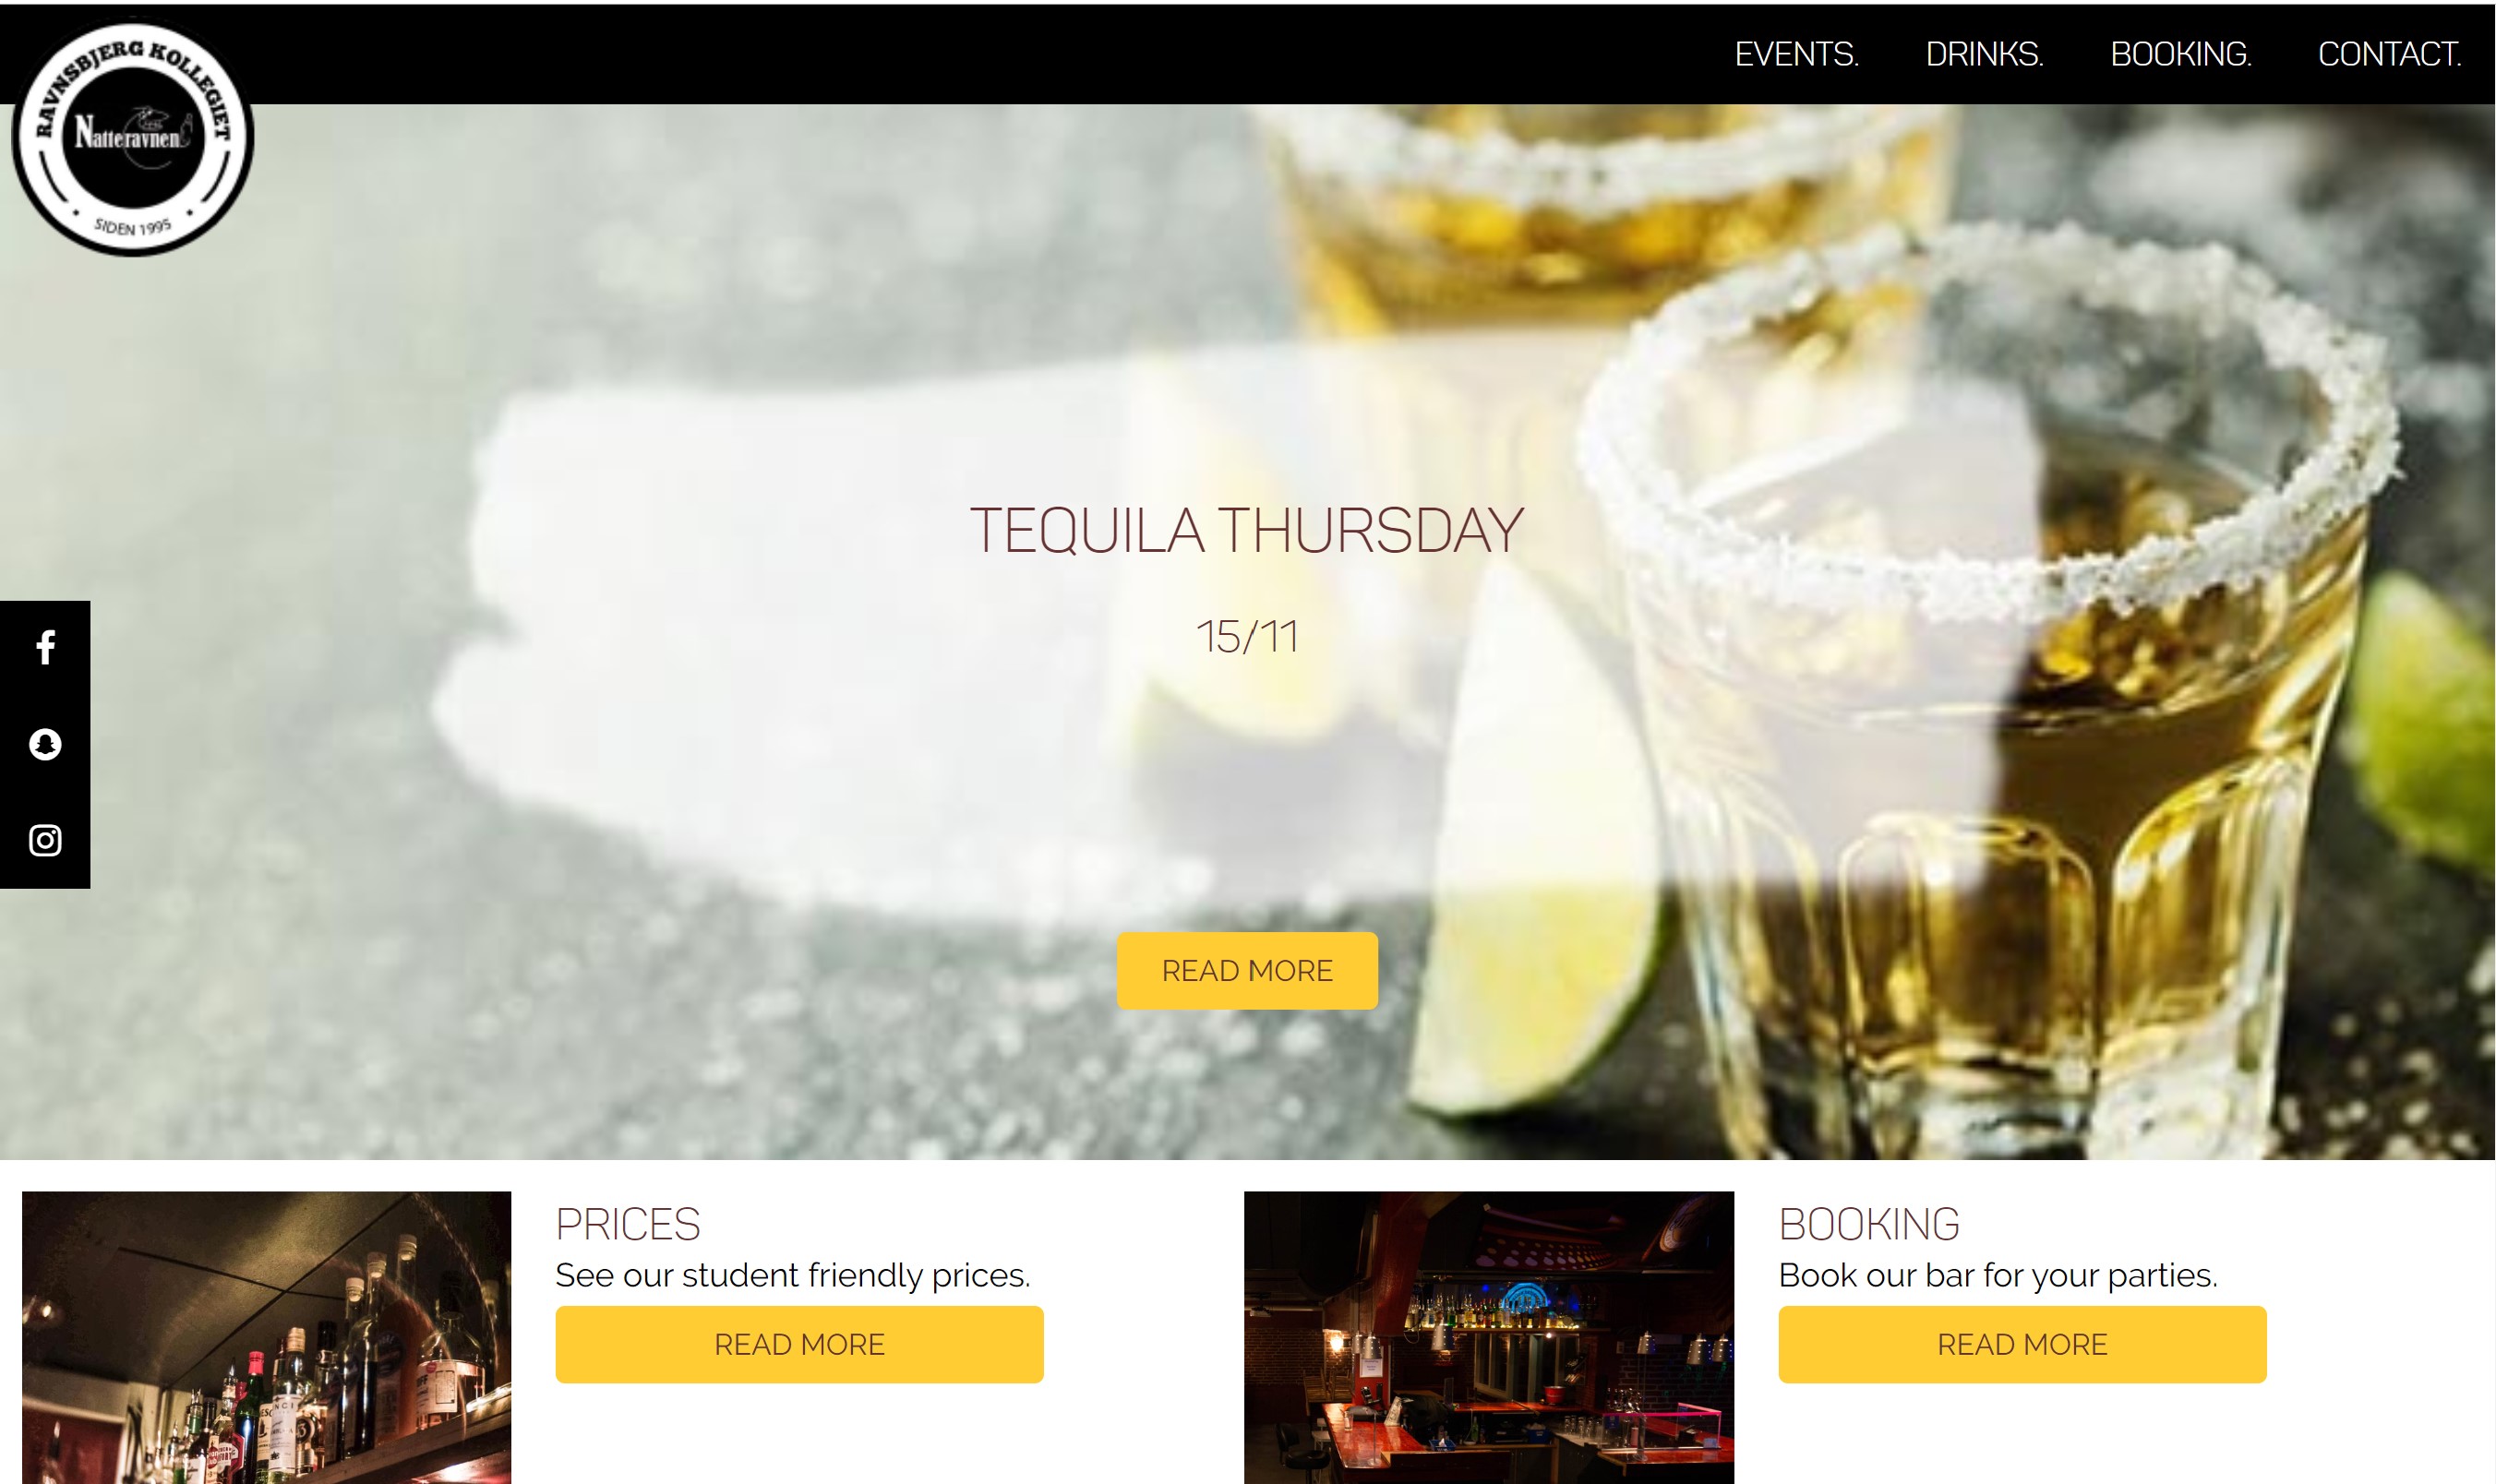 RAVNSBJERG KOLLEGIET
Natteravnen
SIDEN 1995
EVENTS.
DRINKS.
BOOKING.
CONTACT.
TEQUILA THURSDAY
15/11
READ MORE
PRICES
See our student friendly prices.
READ MORE
BOOKING
Book our bar for your parties.
READ MORE